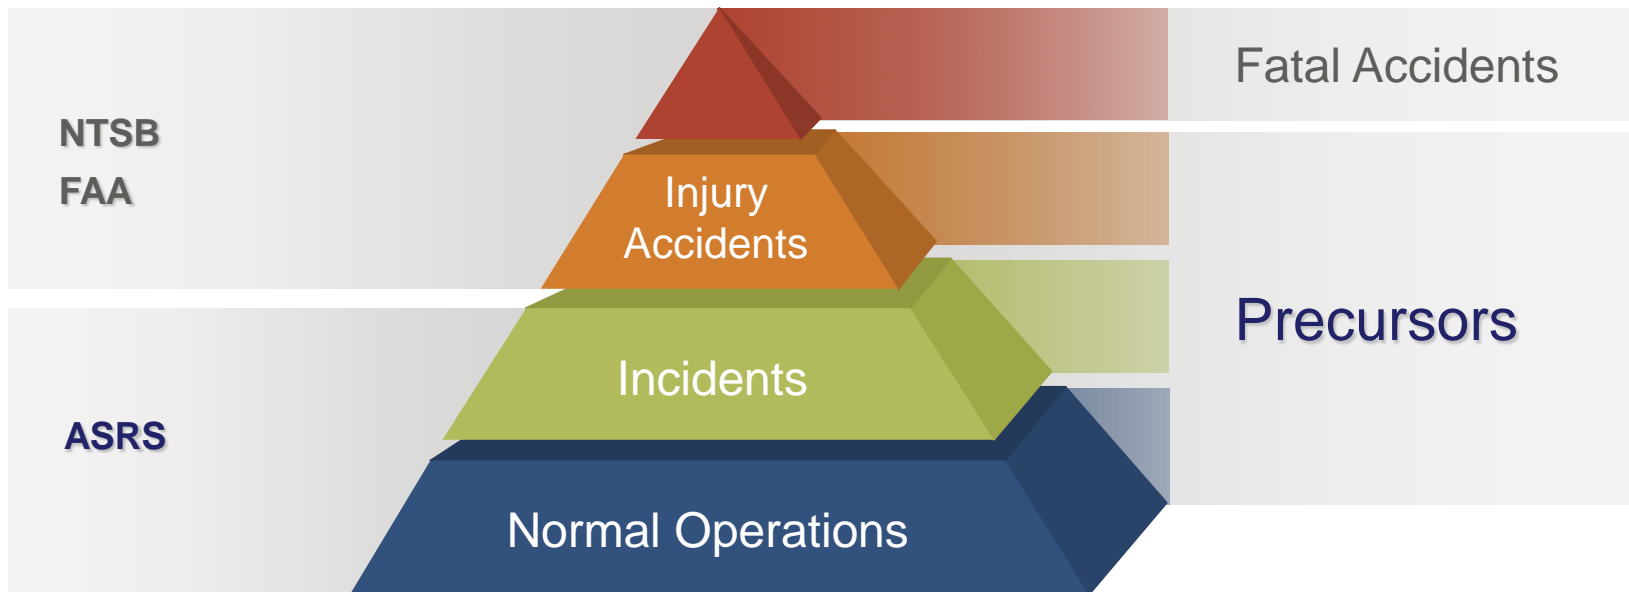 Fatal Accidents
NTSB
FAA
Injury
Accidents
Precursors
Incidents
ASRS
Normal Operations